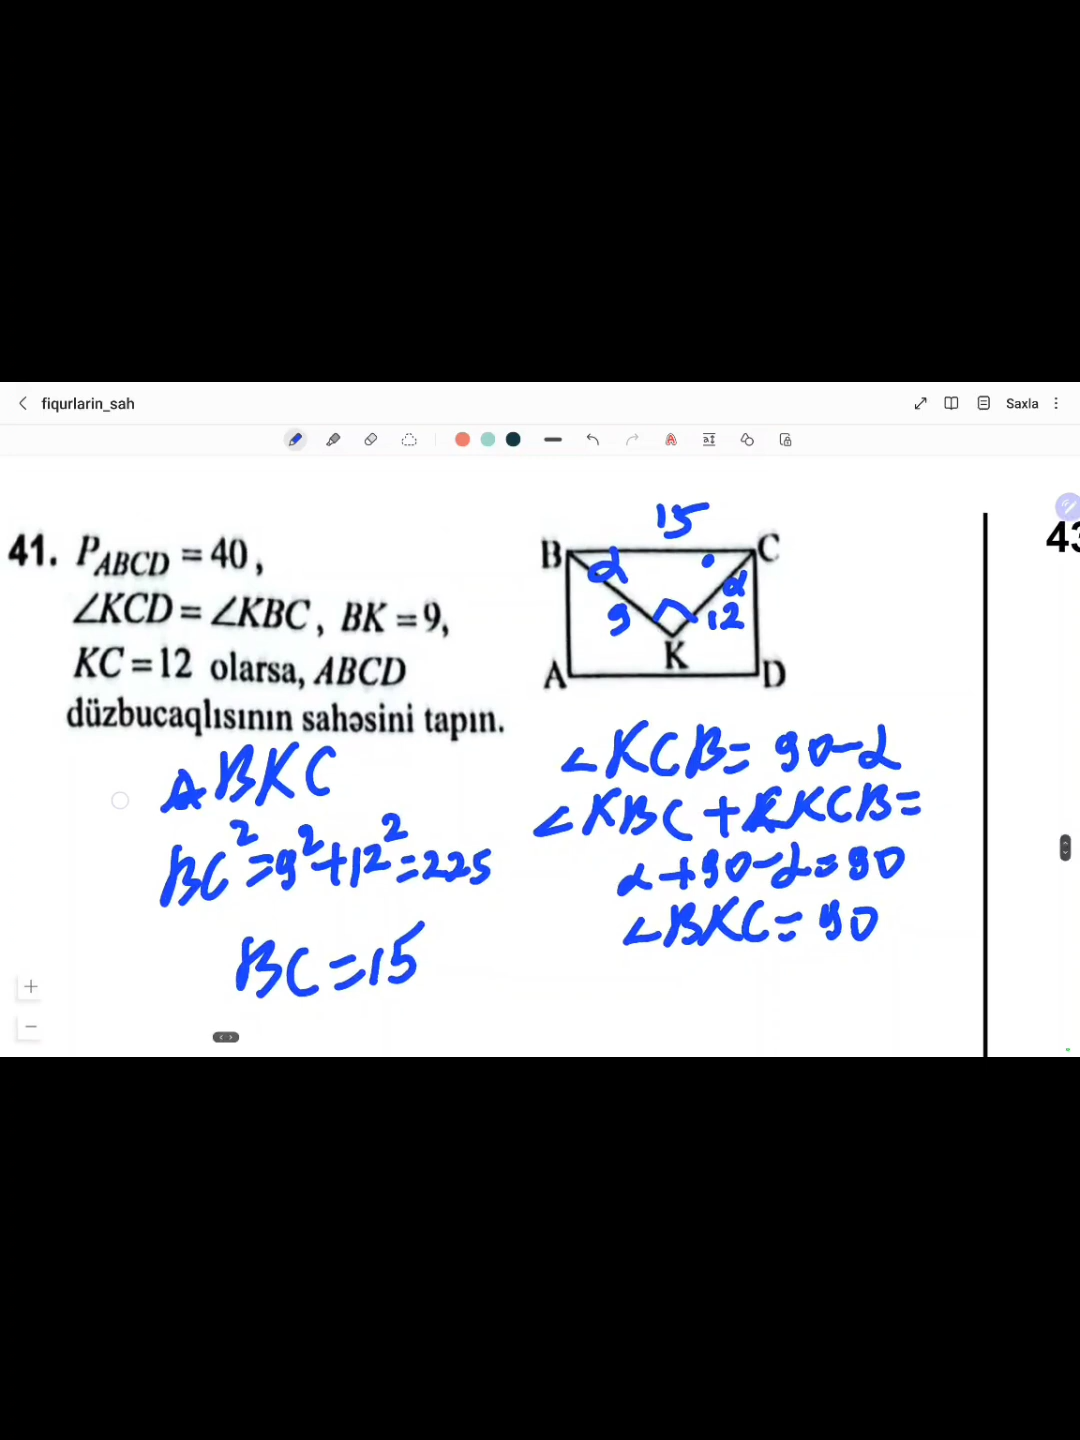 fiqurlarin_sah
Saxla
41. P_ABCD = 40,
∠KCD = ∠KBC, BK = 9,
KC = 12 olarsa, ABCD
düzbucaqlısının sahəsini tapın.
15
B
α
C
α
9
12
K
A
D
43
△BKC
BC² = 9² + 12² = 225
BC = 15
∠KCB = 90 - α
∠KBC + ∠KCB =
α + 90 - α = 90
∠BKC = 90